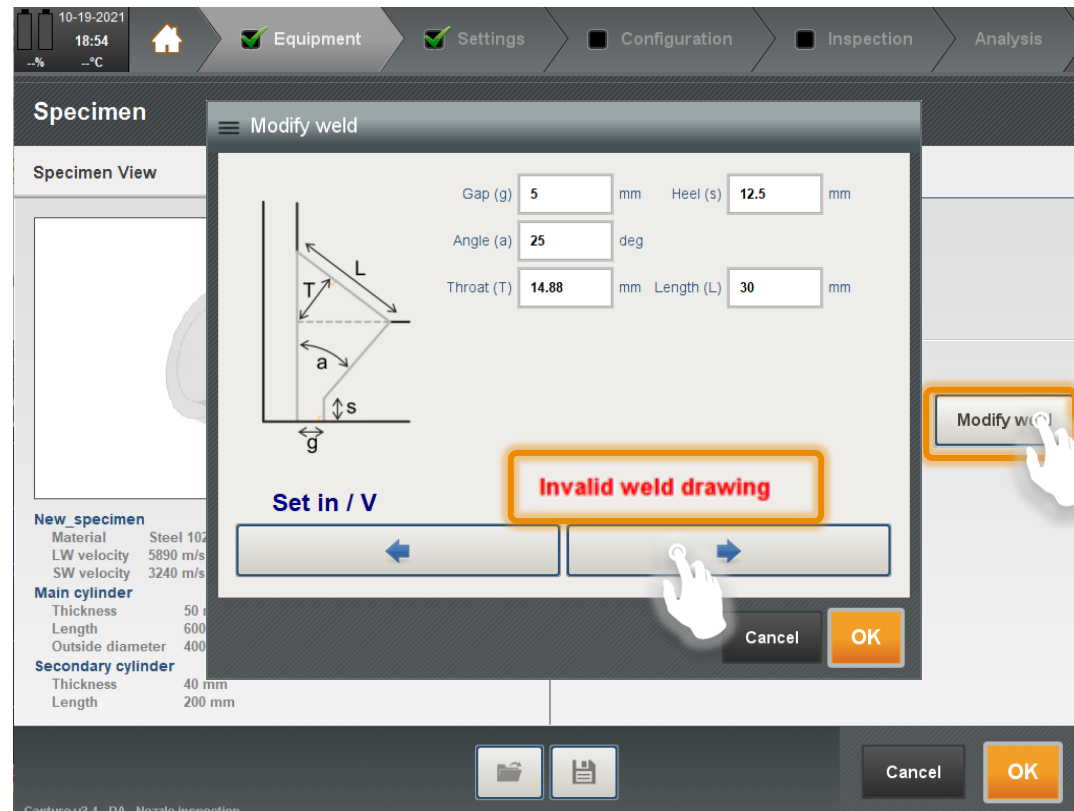 10-19-2021
18:54
--% --°C
Equipment
Settings
Configuration
Inspection
Analysis
Specimen
Modify weld
Specimen View
Gap (g) 5 mm Heel (s) 12.5 mm
Angle (a) 25 deg
Throat (T) 14.88 mm Length (L) 30 mm
L
T
a
s
g
Modify
Invalid weld drawing
Set in / V
New_specimen
Material Steel 102
LW velocity 5890 m/s
SW velocity 3240 m/s
Main cylinder
Thickness 50
Length 600
Outside diameter 400
Secondary cylinder
Thickness 40 mm
Length 200 mm
Cancel OK
Cancel OK